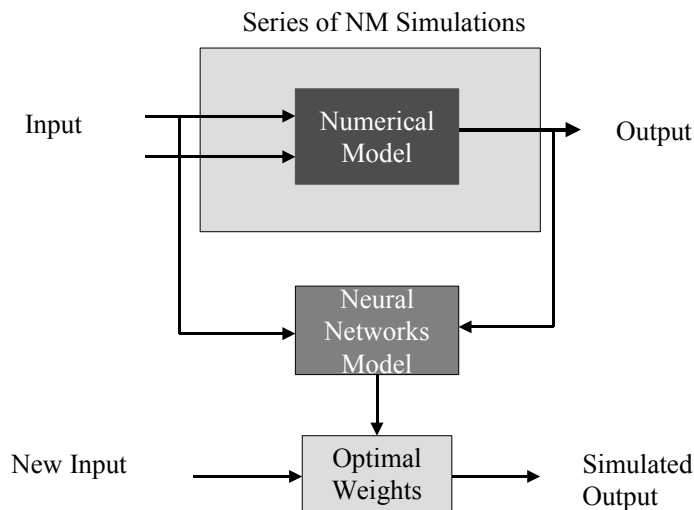 Series of NM Simulations
Input
Numerical
Model
Output
Neural
Networks
Model
New Input
Optimal
Weights
Simulated
Output